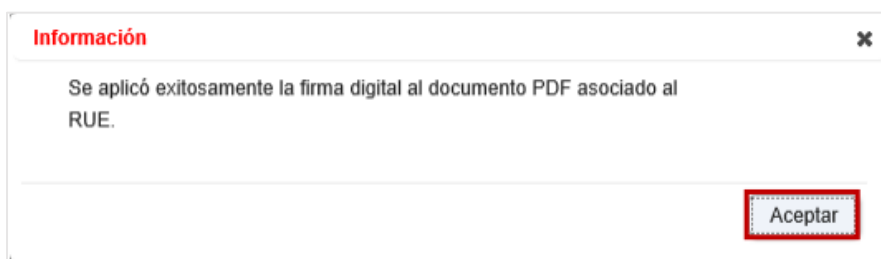 Información
Se aplicó exitosamente la firma digital al documento PDF asociado al
RUE.
Aceptar